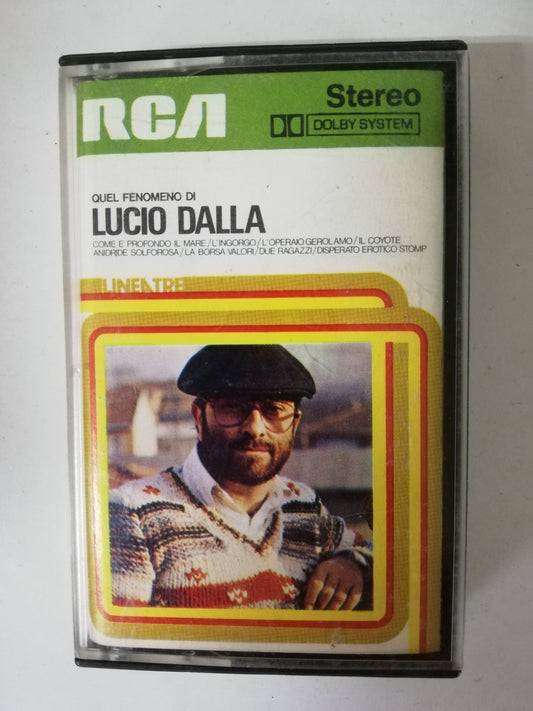 RCA
Stereo
DOLBY SYSTEM
QUEL FENOMENO DI
LUCIO DALLA
COME E PROFONDO IL MARE/L'INGORGO/L'OPERAIO GEROLAMO/IL COYOTE
ANIDRIDE SOLFOROSA/LA BORSA VALORI/DUE RAGAZZI/DISPERATO EROTICO STOMP
LINEATRE